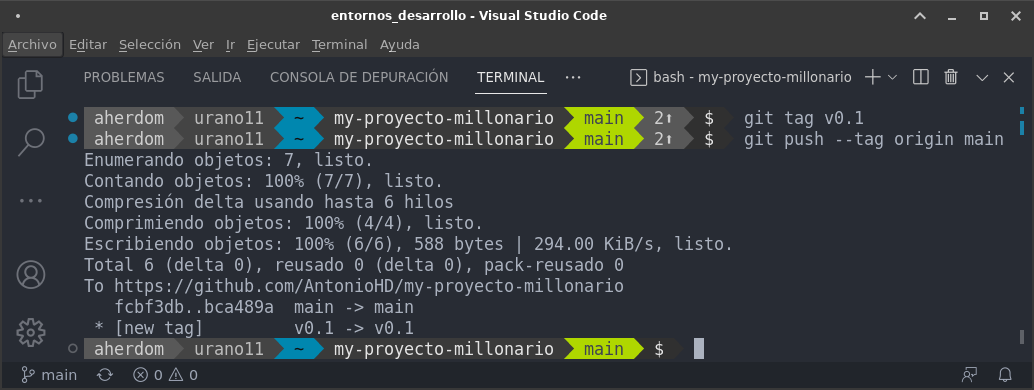 entornos_desarrollo - Visual Studio Code
Archivo Editar Selección Ver Ir Ejecutar Terminal Ayuda
PROBLEMAS SALIDA CONSOLA DE DEPURACIÓN TERMINAL ··· bash - my-proyecto-millonario
aherdom urano11 ~ my-proyecto-millonario main 2⬆ $ git tag v0.1
aherdom urano11 ~ my-proyecto-millonario main 2⬆ $ git push --tag origin main
Enumerando objetos: 7, listo.
Contando objetos: 100% (7/7), listo.
Compresión delta usando hasta 6 hilos
Comprimiendo objetos: 100% (4/4), listo.
Escribiendo objetos: 100% (6/6), 588 bytes | 294.00 KiB/s, listo.
Total 6 (delta 0), reusado 0 (delta 0), pack-reusado 0
To https://github.com/AntonioHD/my-proyecto-millonario
fcbf3db..bca489a main -> main
* [new tag] v0.1 -> v0.1
aherdom urano11 ~ my-proyecto-millonario main $
main 0 0